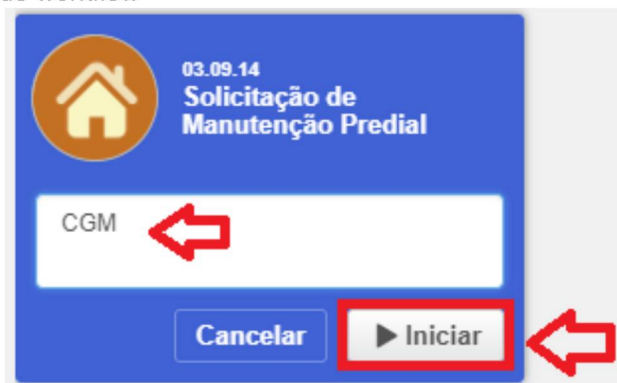 03.09.14
Solicitação de
Manutenção Predial
CGM
Cancelar
Iniciar